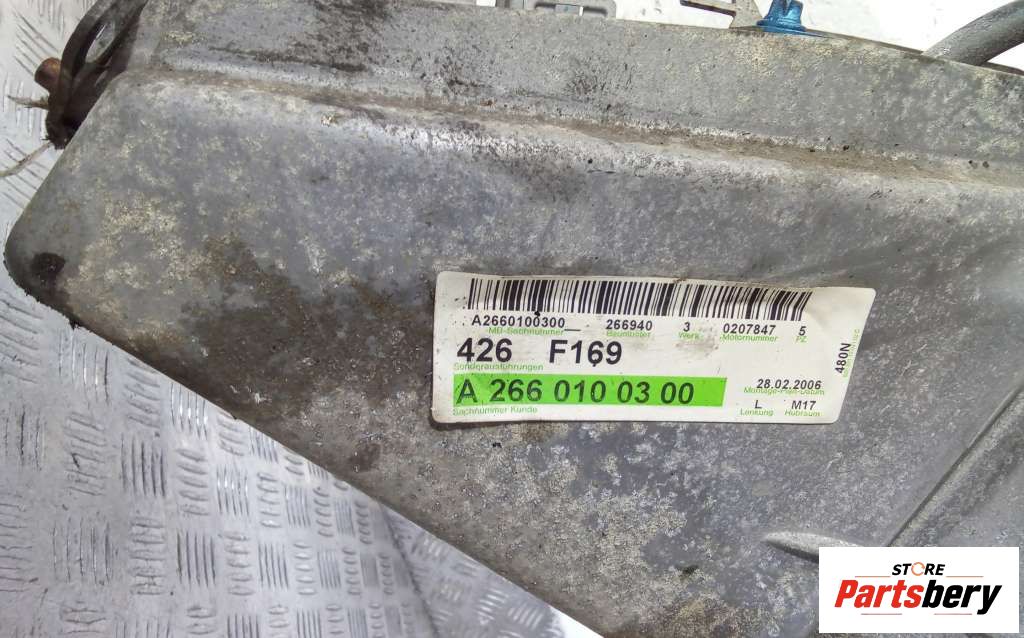 A2660100300 266940 3 0207847 5
MB-Sachnummer Baumuster Werk Motornummer PZ
426 F169
Sonderausführungen
A 266 010 03 00
Sachnummer Kunde
28.02.2006
Montage-Plan-Datum
L M17
Lenkung Hubraum
480N
STORE
Partsbery